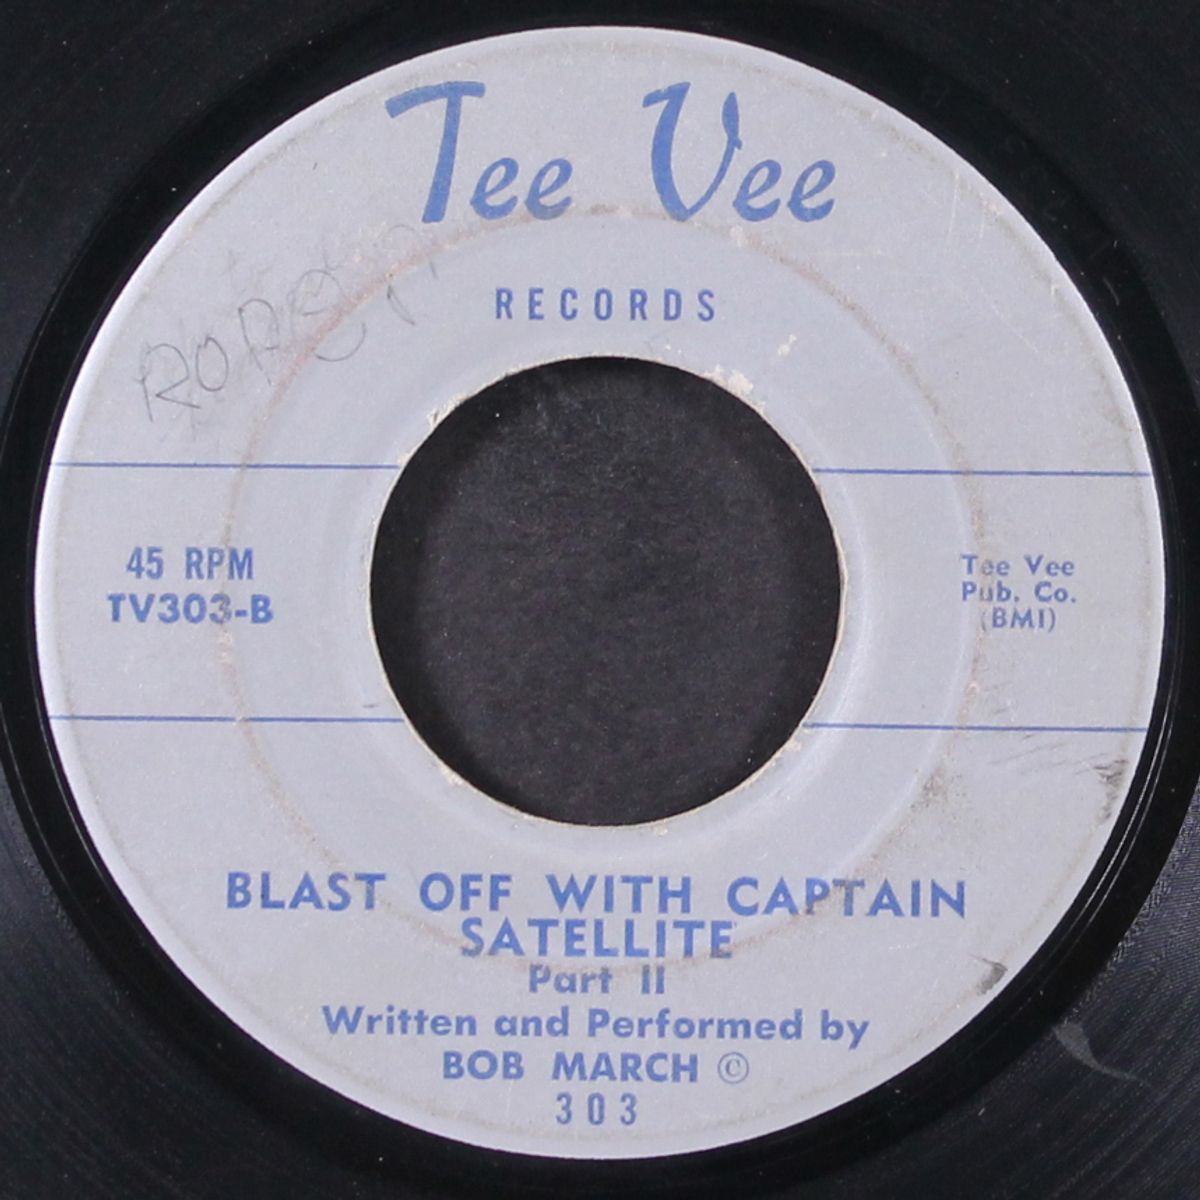 Tee Vee
RECORDS
45 RPM
TV303-B
Tee Vee
Pub. Co.
(BMI)
BLAST OFF WITH CAPTAIN
SATELLITE
Part II
Written and Performed by
BOB MARCH ©
303